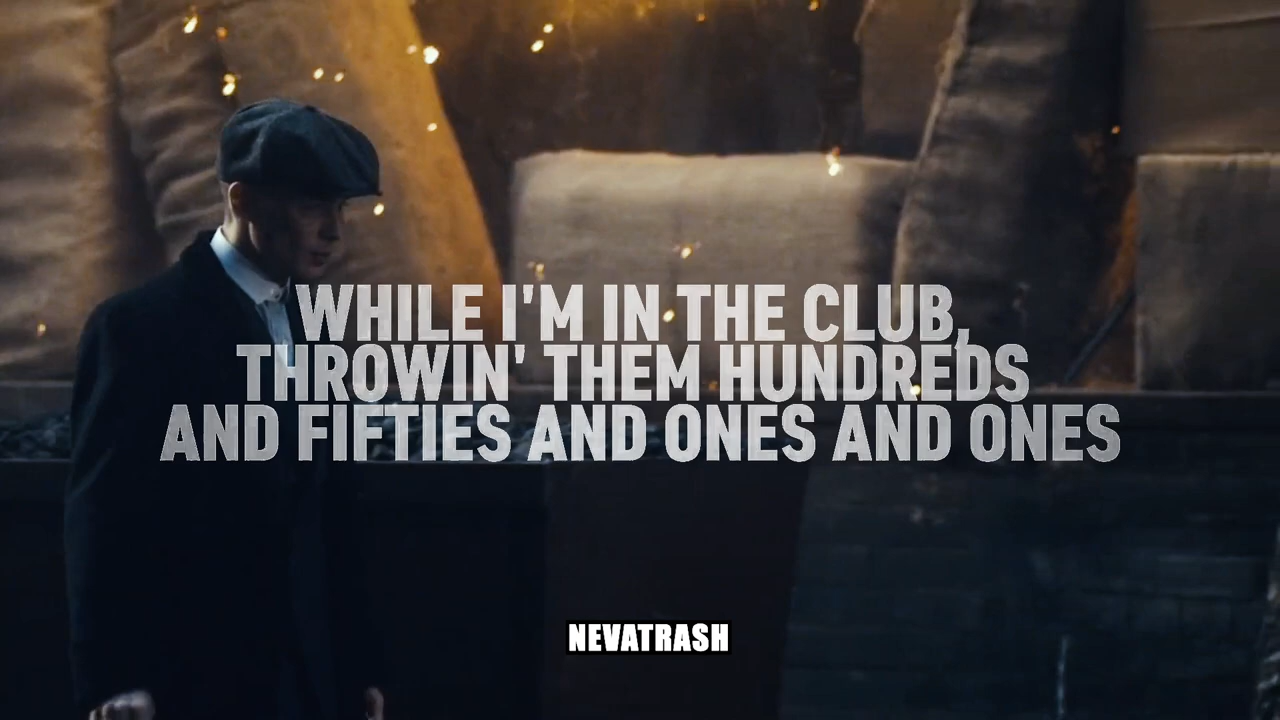 WHILE I'M IN THE CLUB,
THROWIN' THEM HUNDREDS
AND FIFTIES AND ONES AND ONES
NEVATRASH